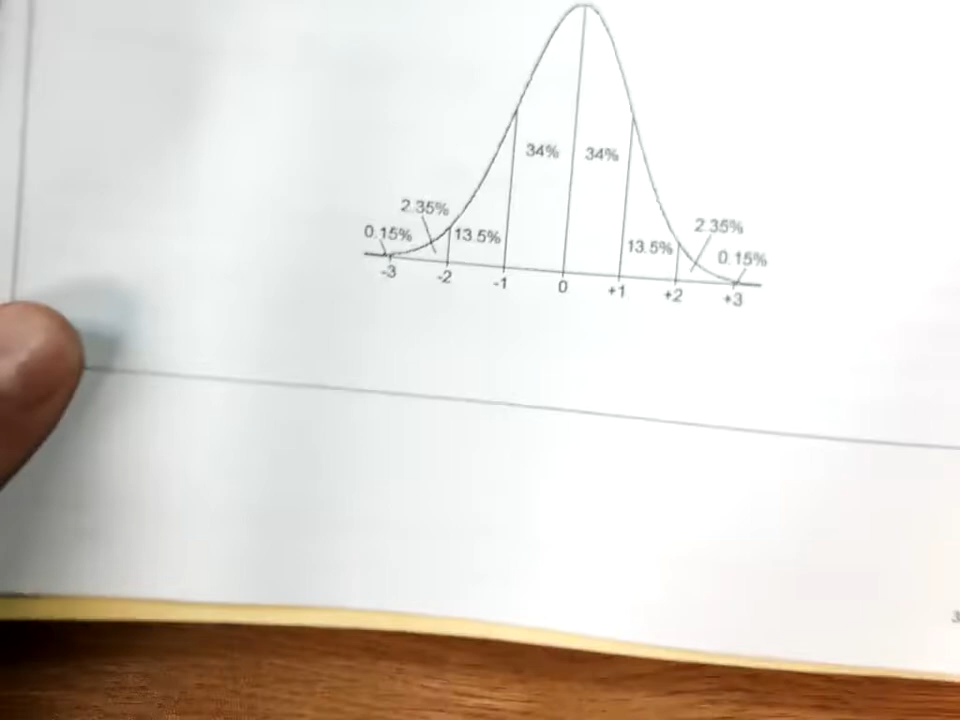 34% 34%
2.35% 2.35%
0.15% 13.5% 13.5% 0.15%
-3 -2 -1 0 +1 +2 +3